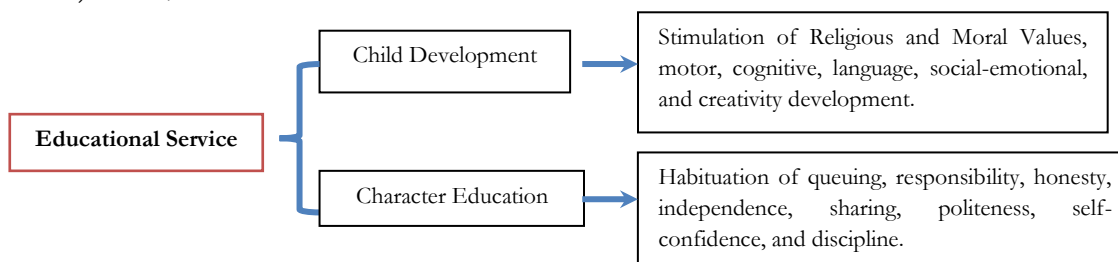 Child Development
Stimulation of Religious and Moral Values,
motor, cognitive, language, social-emotional,
and creativity development.
Educational Service
Character Education
Habituation of queuing, responsibility, honesty,
independence, sharing, politeness, self-
confidence, and discipline.